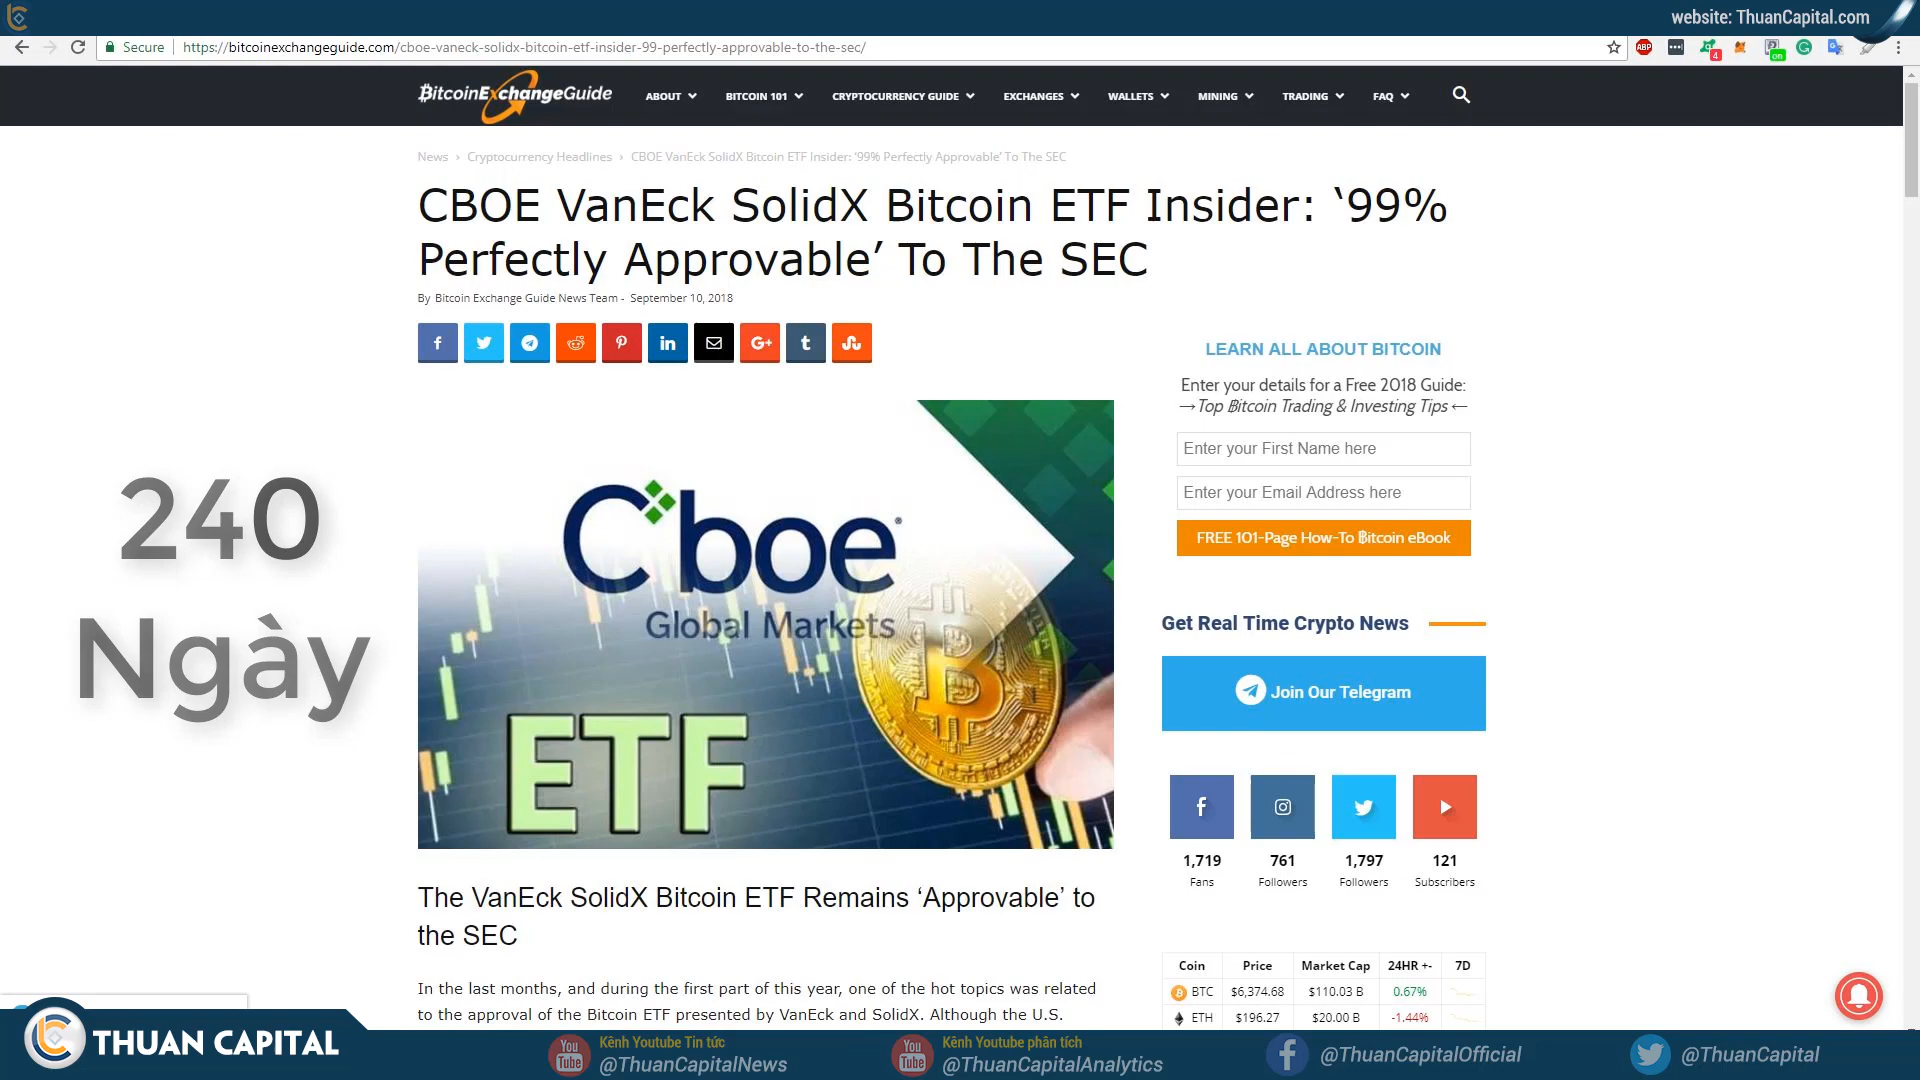 website: ThuanCapital.com
Secure
https://bitcoinexchangeguide.com/cboe-vaneck-solidx-bitcoin-etf-insider-99-perfectly-approvable-to-the-sec/
ABP
4
on
BitcoinExchangeGuide
ABOUT
BITCOIN 101
CRYPTOCURRENCY GUIDE
EXCHANGES
WALLETS
MINING
TRADING
FAQ
News › Cryptocurrency Headlines › CBOE VanEck SolidX Bitcoin ETF Insider: ‘99% Perfectly Approvable’ To The SEC
CBOE VanEck SolidX Bitcoin ETF Insider: ‘99%
Perfectly Approvable’ To The SEC
By Bitcoin Exchange Guide News Team - September 10, 2018
LEARN ALL ABOUT BITCOIN
Enter your details for a Free 2018 Guide:
→Top ₿itcoin Trading & Investing Tips ←
Enter your First Name here
Enter your Email Address here
FREE 101-Page How-To ₿itcoin eBook
240
Ngày
Cboe®
Global Markets
ETF
Get Real Time Crypto News
Join Our Telegram
1,719
Fans
761
Followers
1,797
Followers
121
Subscribers
The VanEck SolidX Bitcoin ETF Remains ‘Approvable’ to
the SEC
In the last months, and during the first part of this year, one of the hot topics was related
to the approval of the Bitcoin ETF presented by VanEck and SolidX. Although the U.S.
Coin Price Market Cap 24HR +- 7D
BTC $6,374.68 $110.03 B 0.67%
ETH $196.27 $20.00 B -1.44%
THUAN CAPITAL
You Tube
Kênh Youtube Tin tức
@ThuanCapitalNews
You Tube
Kênh Youtube phân tích
@ThuanCapitalAnalytics
@ThuanCapitalOfficial
@ThuanCapital